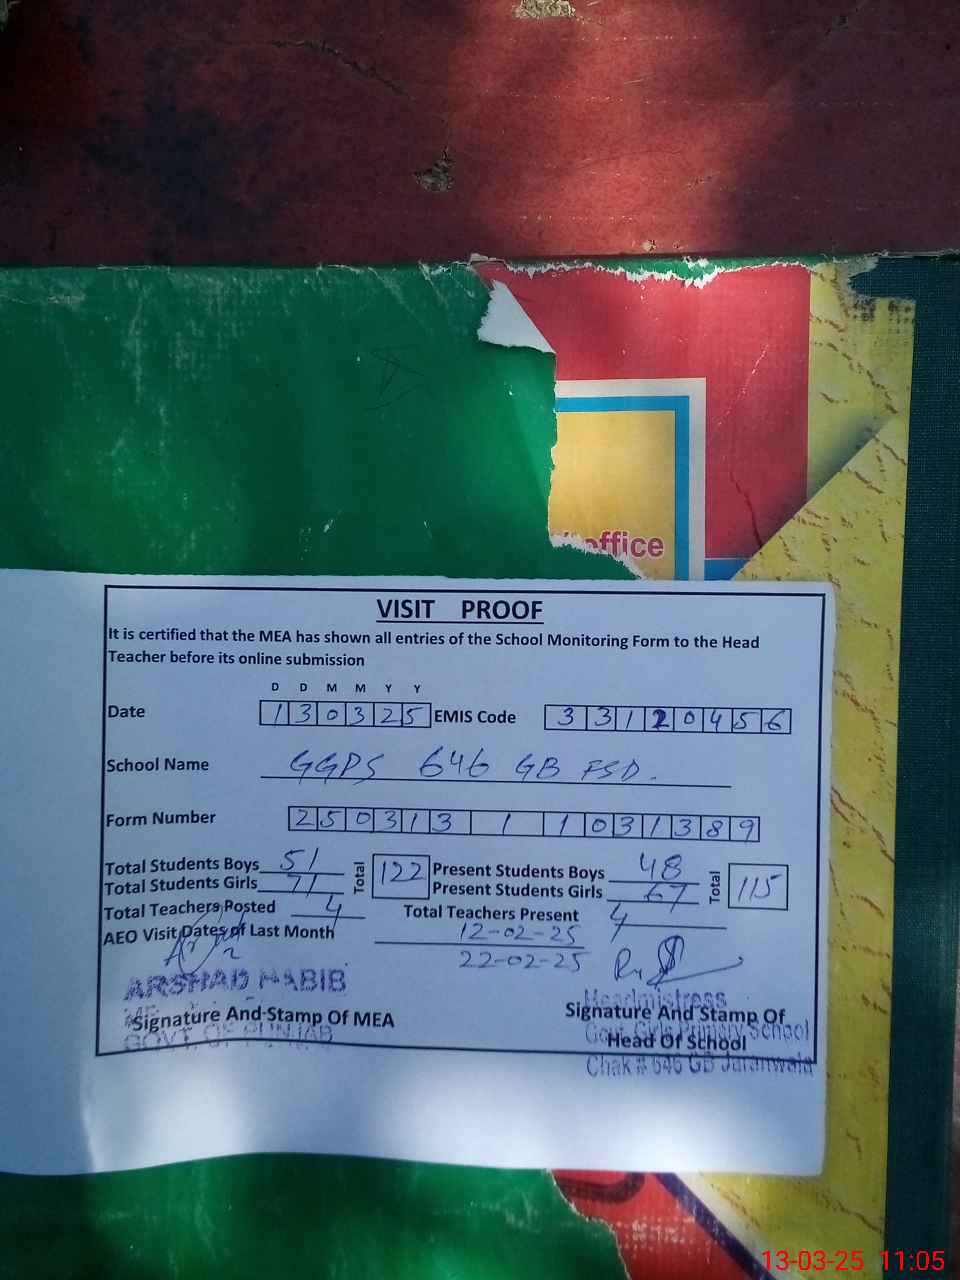 office
VISIT PROOF
It is certified that the MEA has shown all entries of the School Monitoring Form to the Head
Teacher before its online submission
D D M M Y Y
Date 130325 EMIS Code 33120456
School Name GGPS 646 GB FSD.
Form Number 250313 1 1031389
Total Students Boys 51 Total 122 Present Students Boys 48 Total 115
Total Students Girls 71 Present Students Girls 67
Total Teachers Posted 4 Total Teachers Present 4
AEO Visit Dates of Last Month 12-02-25
22-02-25
ARSHAD HABIB
Signature And Stamp Of MEA
GOVT. OF PUNJAB
Headmistress
Signature And Stamp Of
Govt. Girls Primary School
Head Of School
Chak # 646 GB Jaranwala
13-03-25 11:05